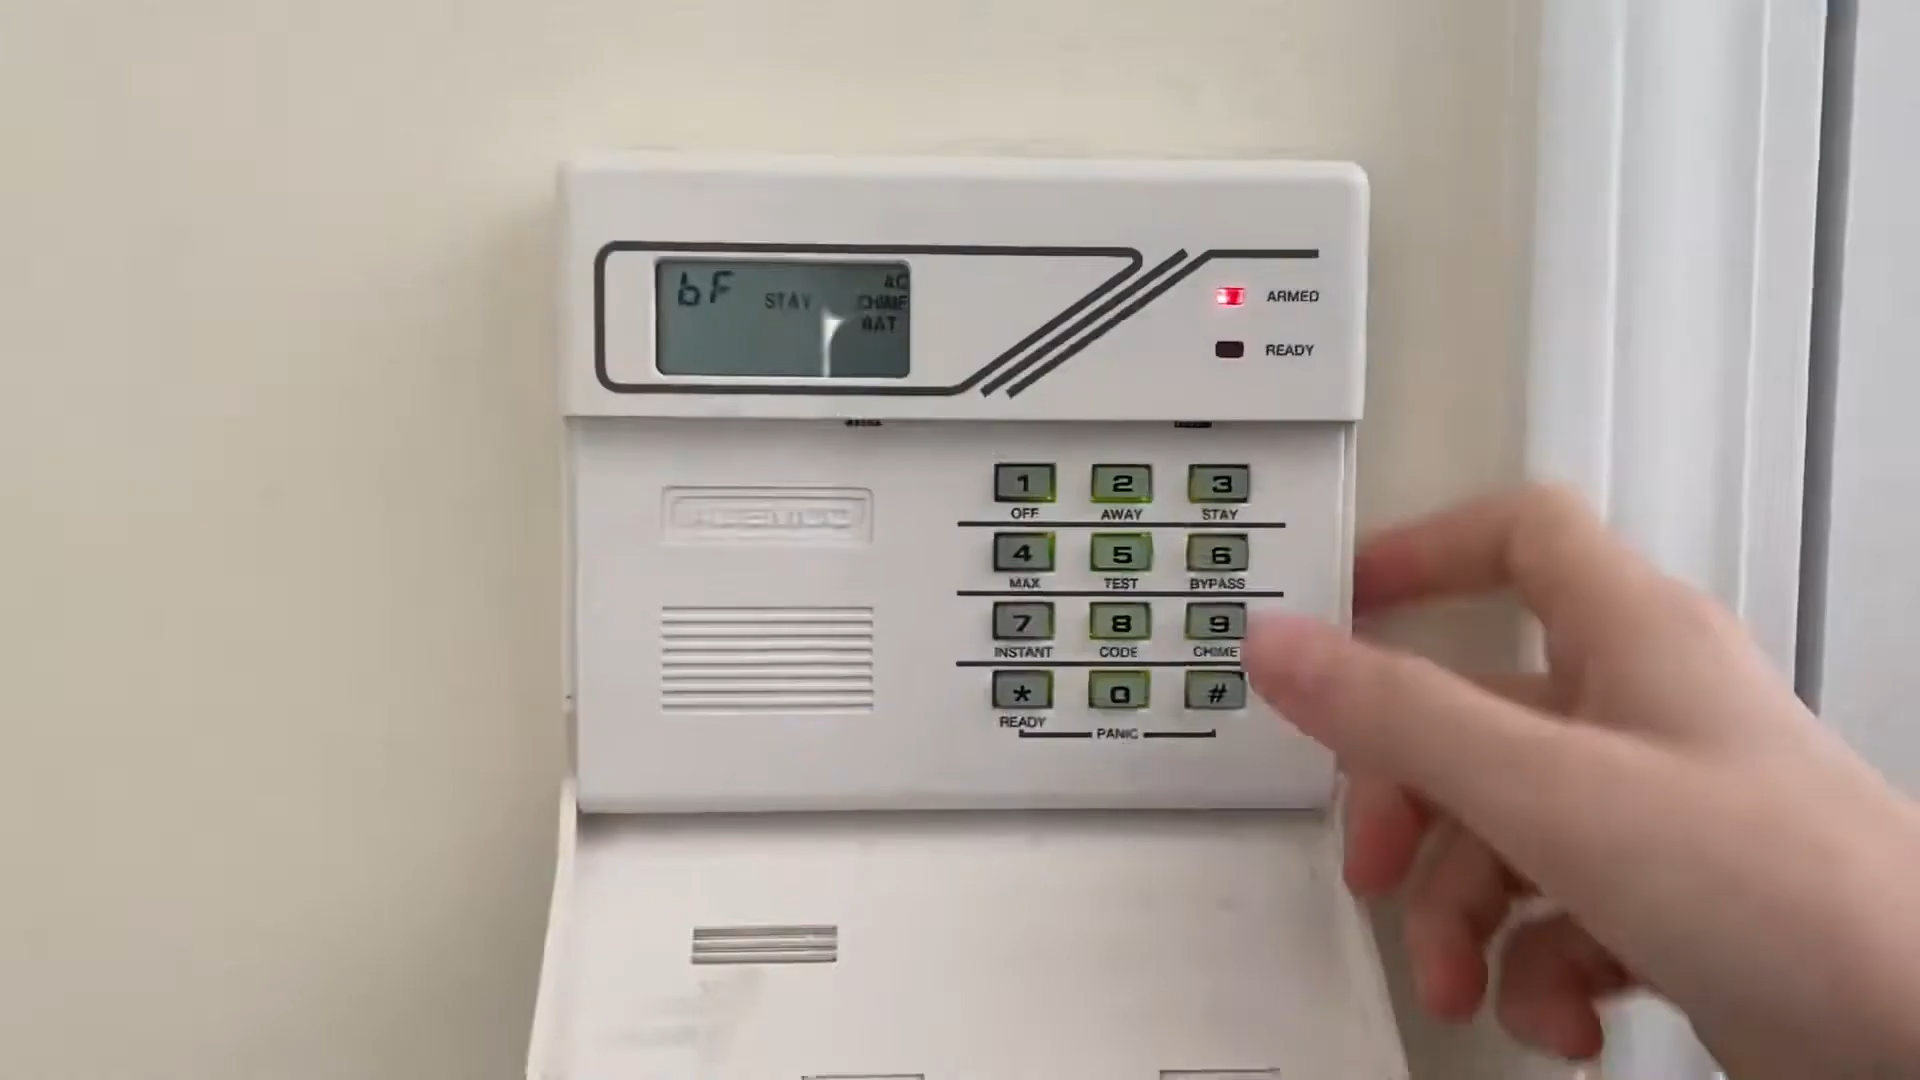 bF STAY AC
CHIME
BAT
ARMED
READY
1 2 3
OFF AWAY STAY
4 5 6
MAX TEST BYPASS
7 8 9
INSTANT CODE CHIME
* 0 #
READY
PANIC